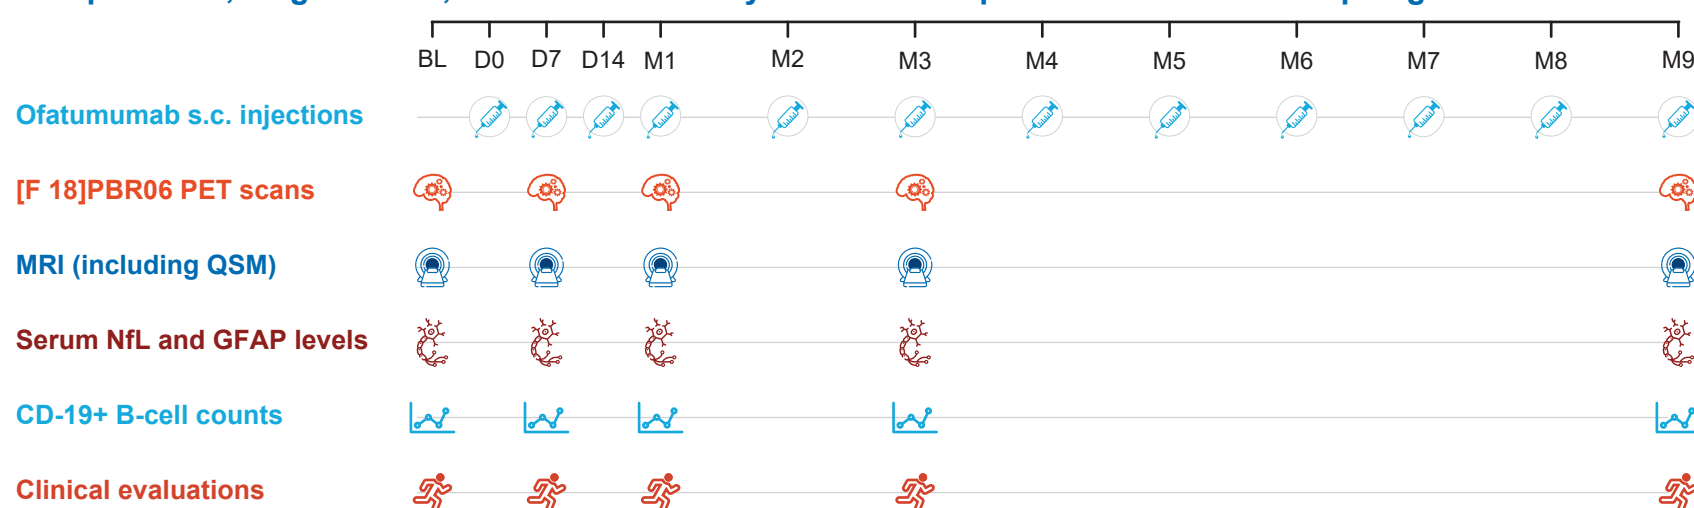 BL D0 D7 D14 M1 M2 M3 M4 M5 M6 M7 M8 M9
Ofatumumab s.c. injections
[F 18]PBR06 PET scans
MRI (including QSM)
Serum NfL and GFAP levels
CD-19+ B-cell counts
Clinical evaluations